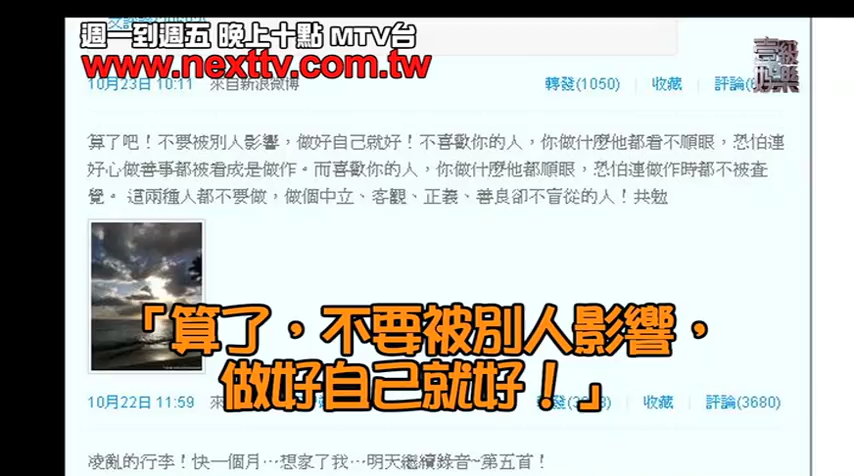 週一到週五 晚上十點 MTV台
www.nexttv.com.tw
壹級娛樂
10月23日 10:11 來自新浪微博 轉發(1050) 收藏
算了吧！不要被別人影響，做好自己就好！不喜歡你的人，你做什麼他都看不順眼，恐怕連
好心做善事都被看成是做作。而喜歡你的人，你做什麼他都順眼，恐怕連做作時都不被查
覺。 這兩種人都不要做，做個中立、客觀、正義、善良卻不盲從的人！共勉
「算了，不要被別人影響，
做好自己就好！」
10月22日 11:59 收藏 評論(3680)
凌亂的行李！快一個月…想家了我…明天繼續錄音~第五首！